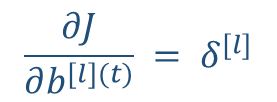 ∂J / ∂b^[l](t) = δ^[l]